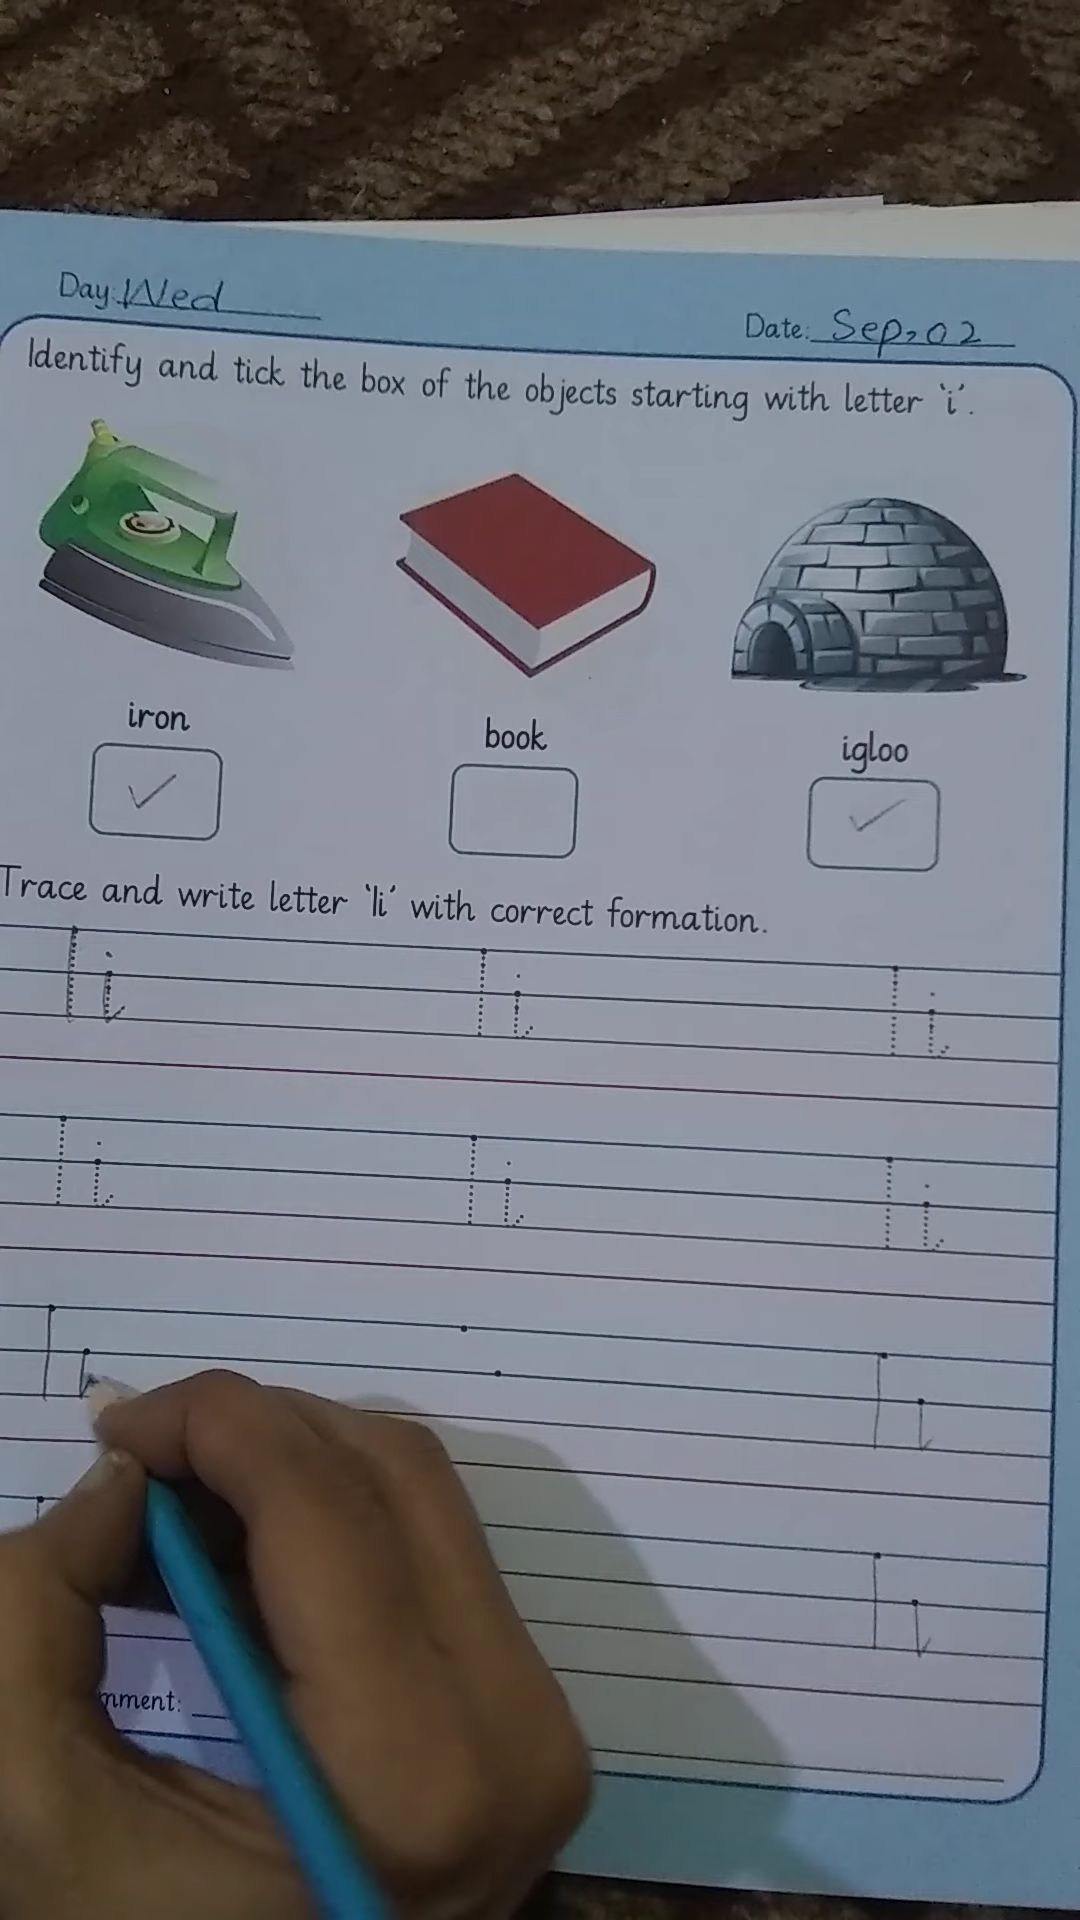 Day: Wed
Date: Sep, 02
Identify and tick the box of the objects starting with letter ‘i’.
iron
book
igloo
Trace and write letter ‘Ii’ with correct formation.
I i I i I i
I i I i I i
I i I i
I i